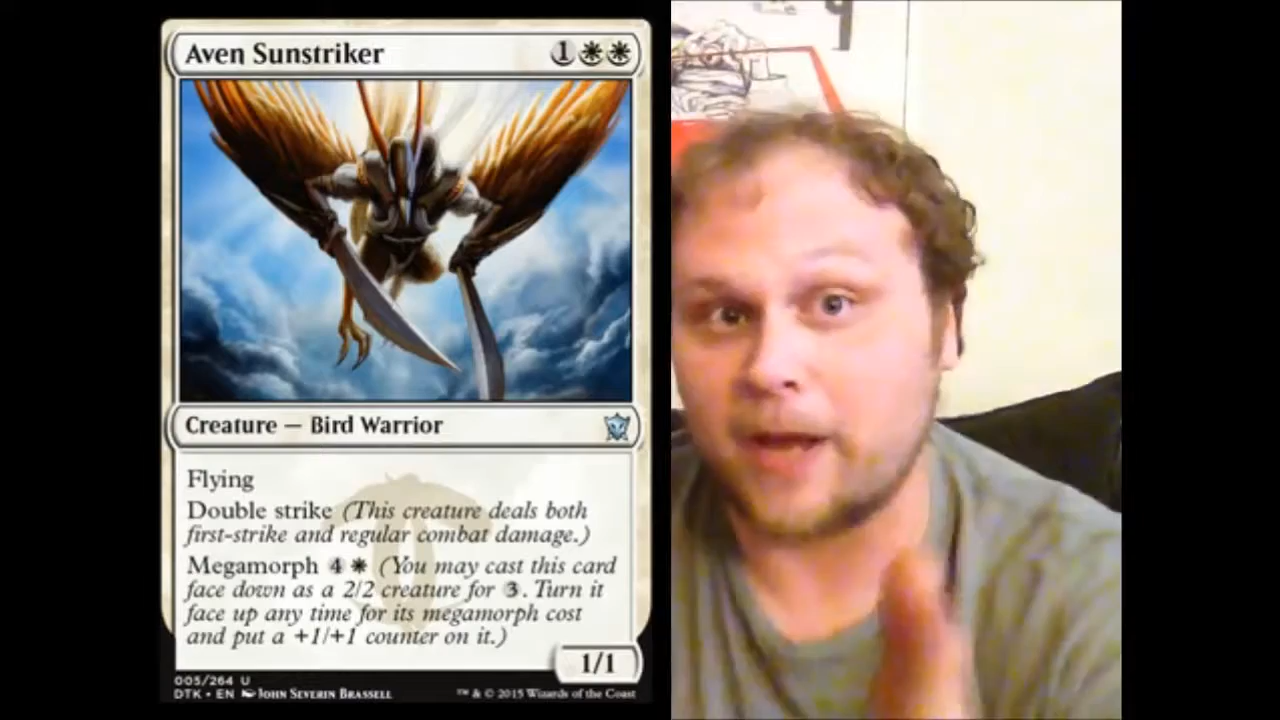 Aven Sunstriker 1
Creature — Bird Warrior
Flying
Double strike (This creature deals both
first-strike and regular combat damage.)
Megamorph 4 (You may cast this card
face down as a 2/2 creature for 3. Turn it
face up any time for its megamorph cost
and put a +1/+1 counter on it.)
1/1
005/264 U
DTK • EN John Severin Brassell
™ & © 2015 Wizards of the Coast